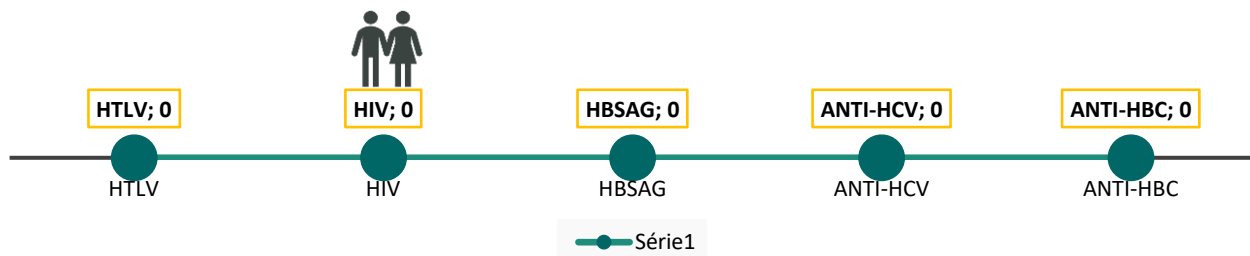 HTLV; 0
HIV; 0
HBSAG; 0
ANTI-HCV; 0
ANTI-HBC; 0
HTLV
HIV
HBSAG
ANTI-HCV
ANTI-HBC
Série1